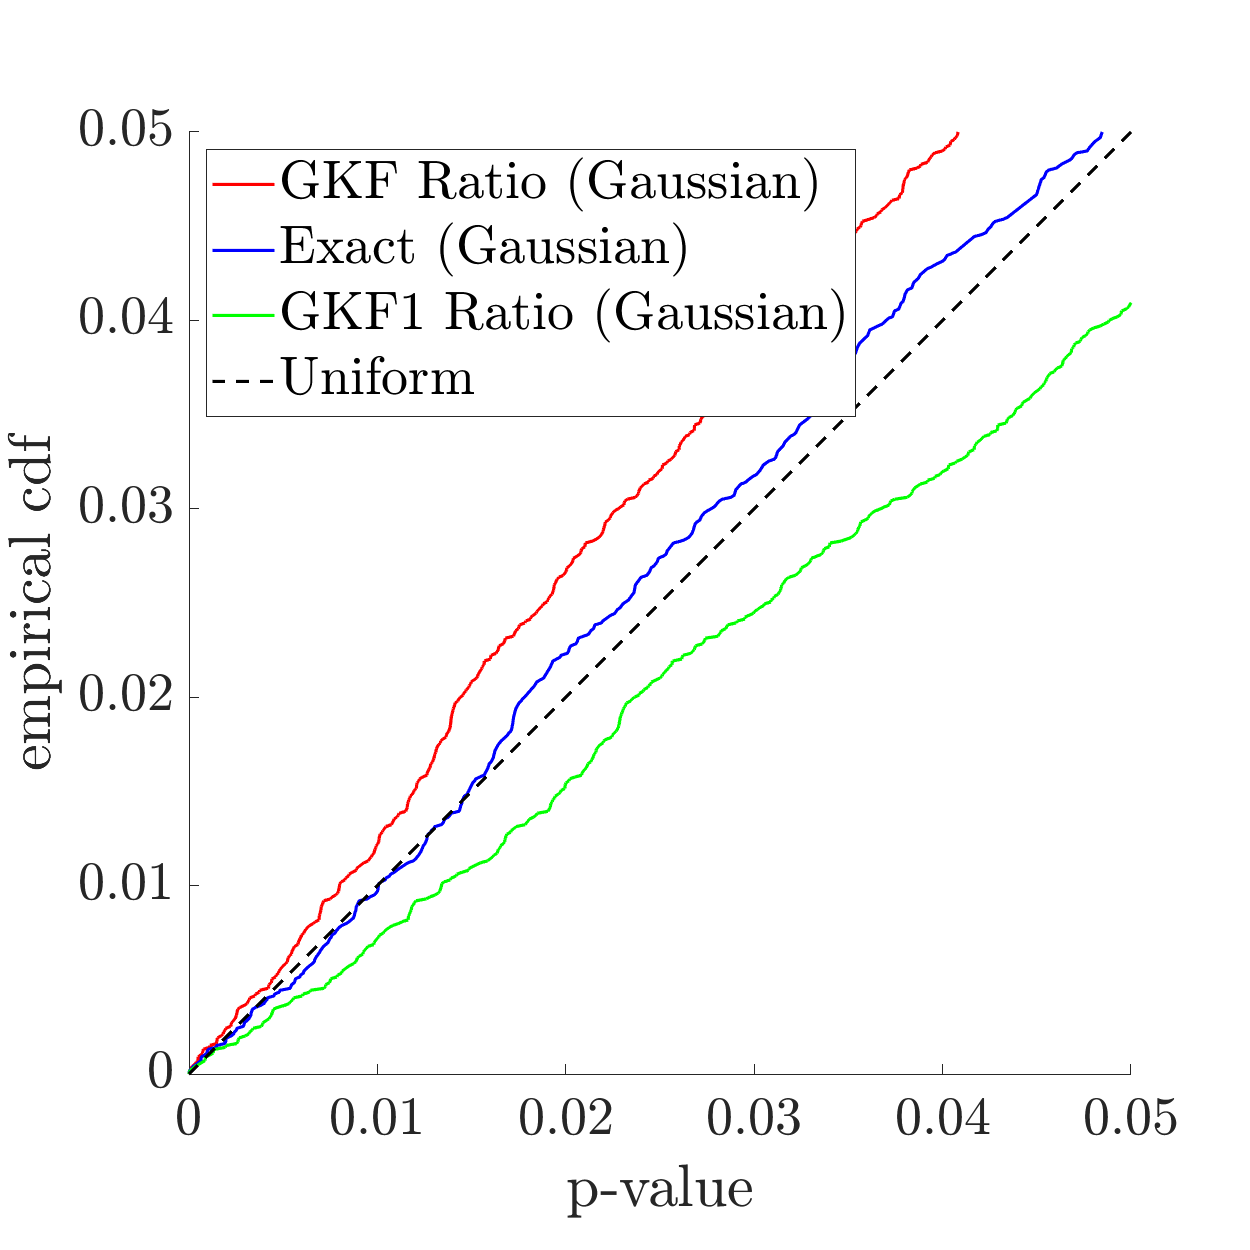 0.05
GKF Ratio (Gaussian)
Exact (Gaussian)
GKF1 Ratio (Gaussian)
Uniform
0.04
0.03
0.02
0.01
0
empirical cdf
0 0.01 0.02 0.03 0.04 0.05
p-value